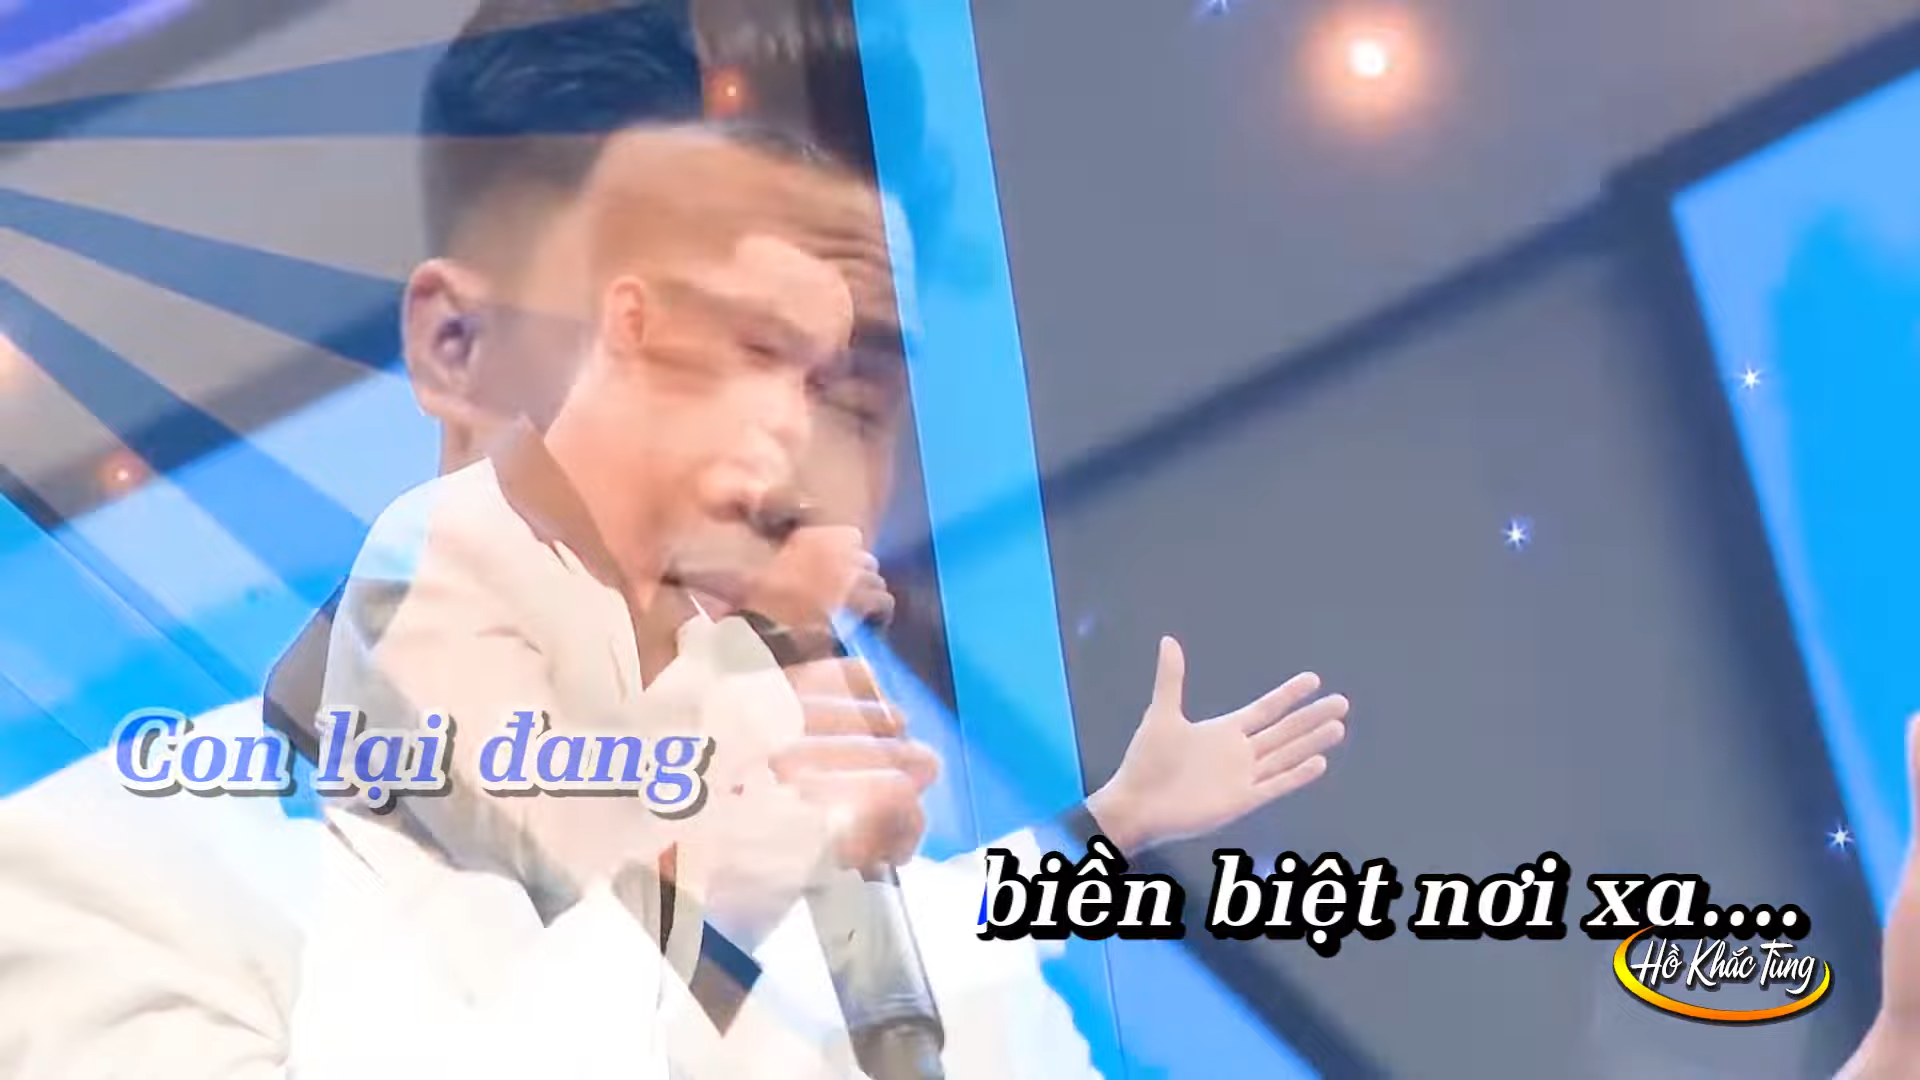 Con lại đang
biền biệt nơi xa....
Hồ Khắc Tùng